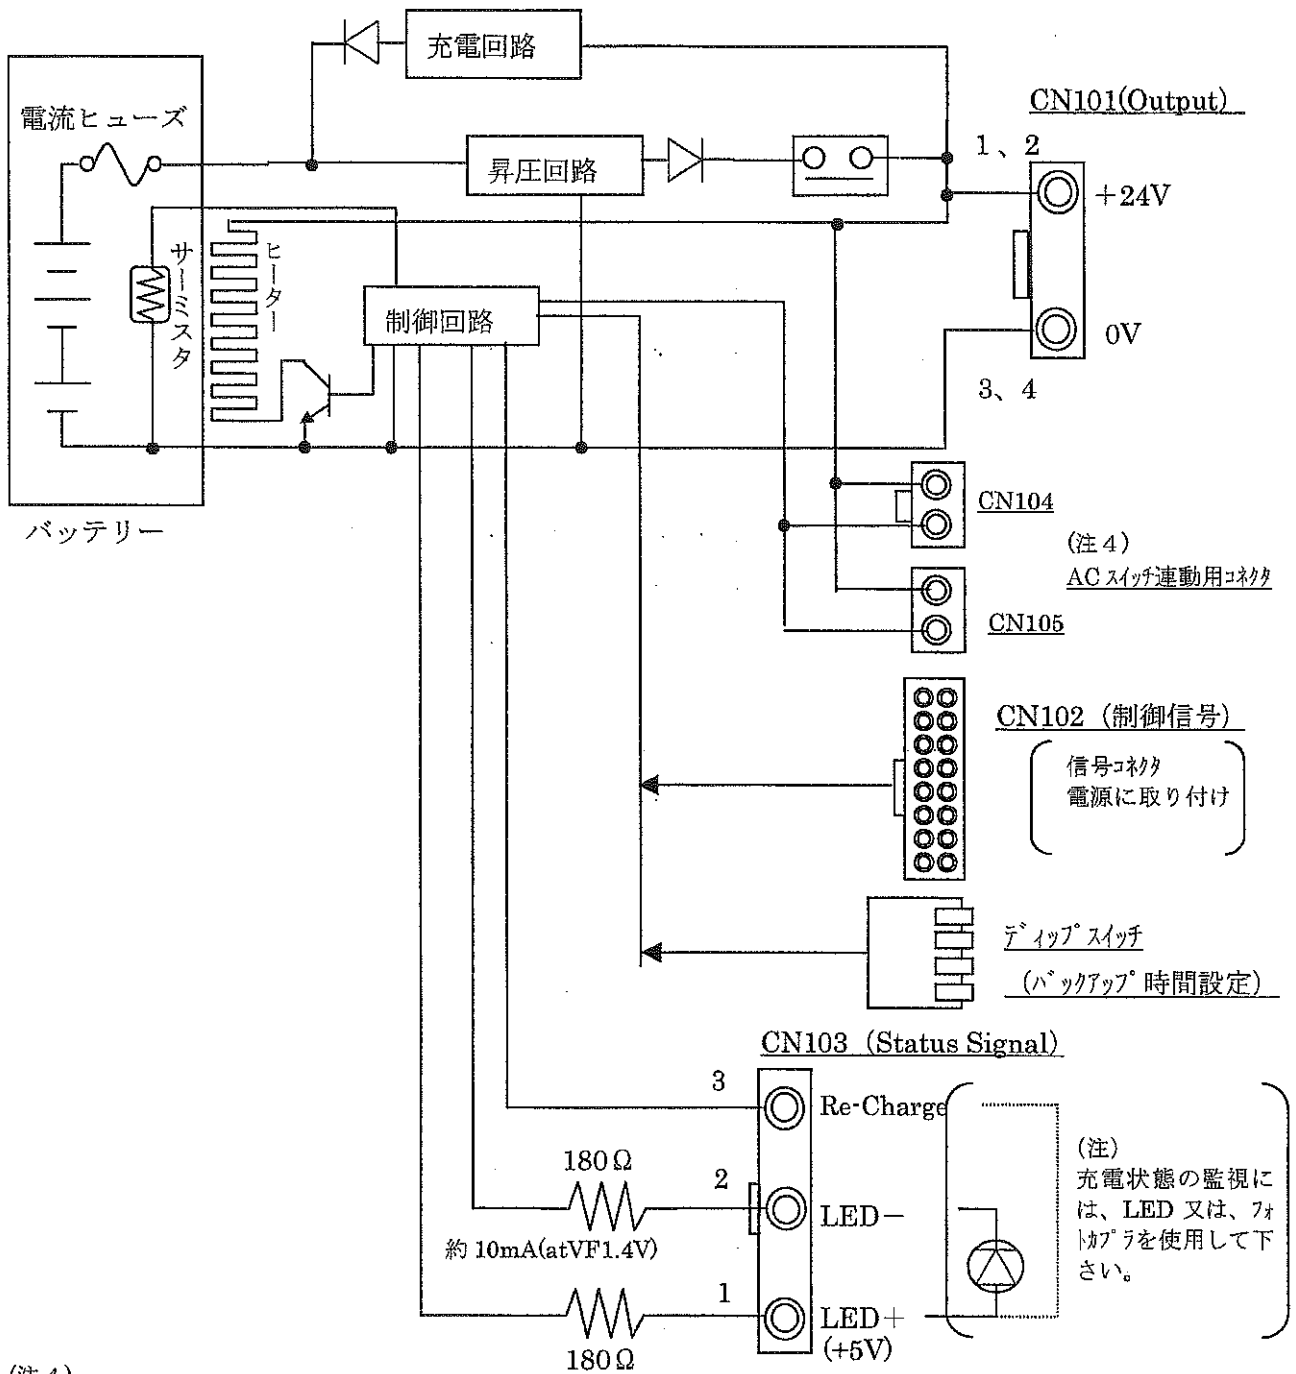 充電回路
電流ヒューズ
CN101(Output)
昇圧回路
1、2
+24V
サーミスタ
ヒーター
制御回路
0V
3、4
バッテリー
CN104
(注4)
ACスイッチ連動用コネクタ
CN105
CN102 (制御信号)
信号コネクタ
電源に取り付け
ディップスイッチ
(バックアップ時間設定)
CN103 (Status Signal)
3
Re-Charge
(注)
充電状態の監視に
は、LED 又は、フォ
トカプラを使用して下
さい。
180Ω
2
LED−
約10mA(atVF1.4V)
1
LED+
(+5V)
180Ω
(注4)